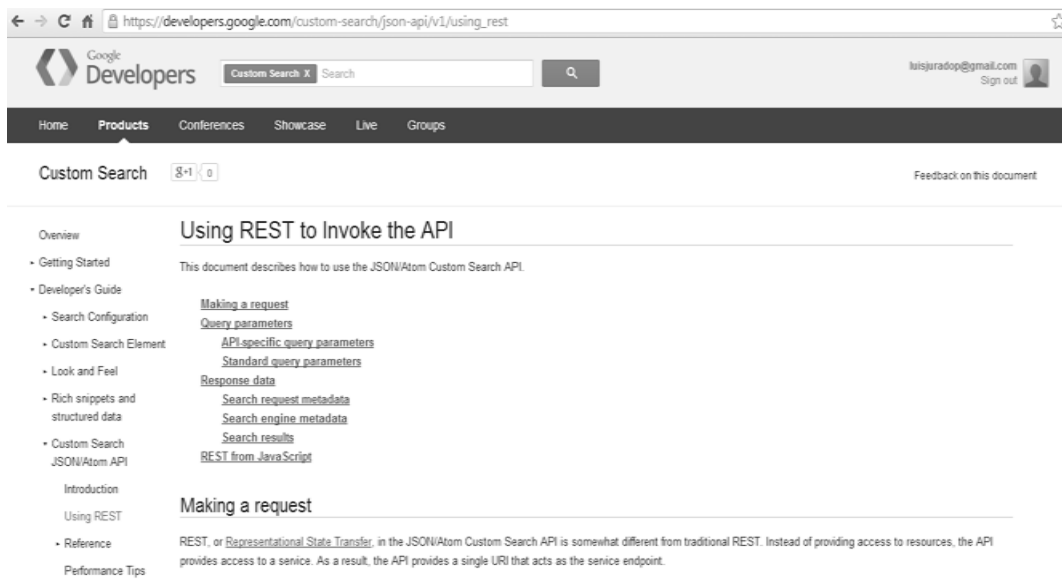 https://developers.google.com/custom-search/json-api/v1/using_rest
Google
Developers
Custom Search X Search
luisjuradop@gmail.com
Sign out
Home Products Conferences Showcase Live Groups
Custom Search g+1 0
Feedback on this document
Overview
Getting Started
Developer's Guide
Search Configuration
Custom Search Element
Look and Feel
Rich snippets and
structured data
Custom Search
JSON/Atom API
Introduction
Using REST
Reference
Performance Tips
Using REST to Invoke the API
This document describes how to use the JSON/Atom Custom Search API.
Making a request
Query parameters
API-specific query parameters
Standard query parameters
Response data
Search request metadata
Search engine metadata
Search results
REST from JavaScript
Making a request
REST, or Representational State Transfer, in the JSON/Atom Custom Search API is somewhat different from traditional REST. Instead of providing access to resources, the API
provides access to a service. As a result, the API provides a single URI that acts as the service endpoint.